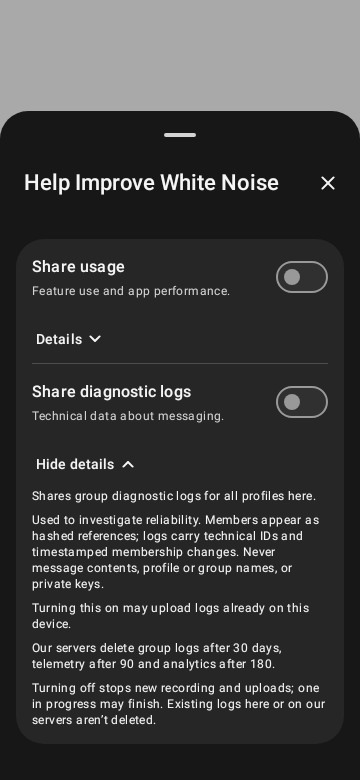 Help Improve White Noise
Share usage
Feature use and app performance.
Details
Share diagnostic logs
Technical data about messaging.
Hide details
Shares group diagnostic logs for all profiles here.
Used to investigate reliability. Members appear as
hashed references; logs carry technical IDs and
timestamped membership changes. Never
message contents, profile or group names, or
private keys.
Turning this on may upload logs already on this
device.
Our servers delete group logs after 30 days,
telemetry after 90 and analytics after 180.
Turning off stops new recording and uploads; one
in progress may finish. Existing logs here or on our
servers aren’t deleted.